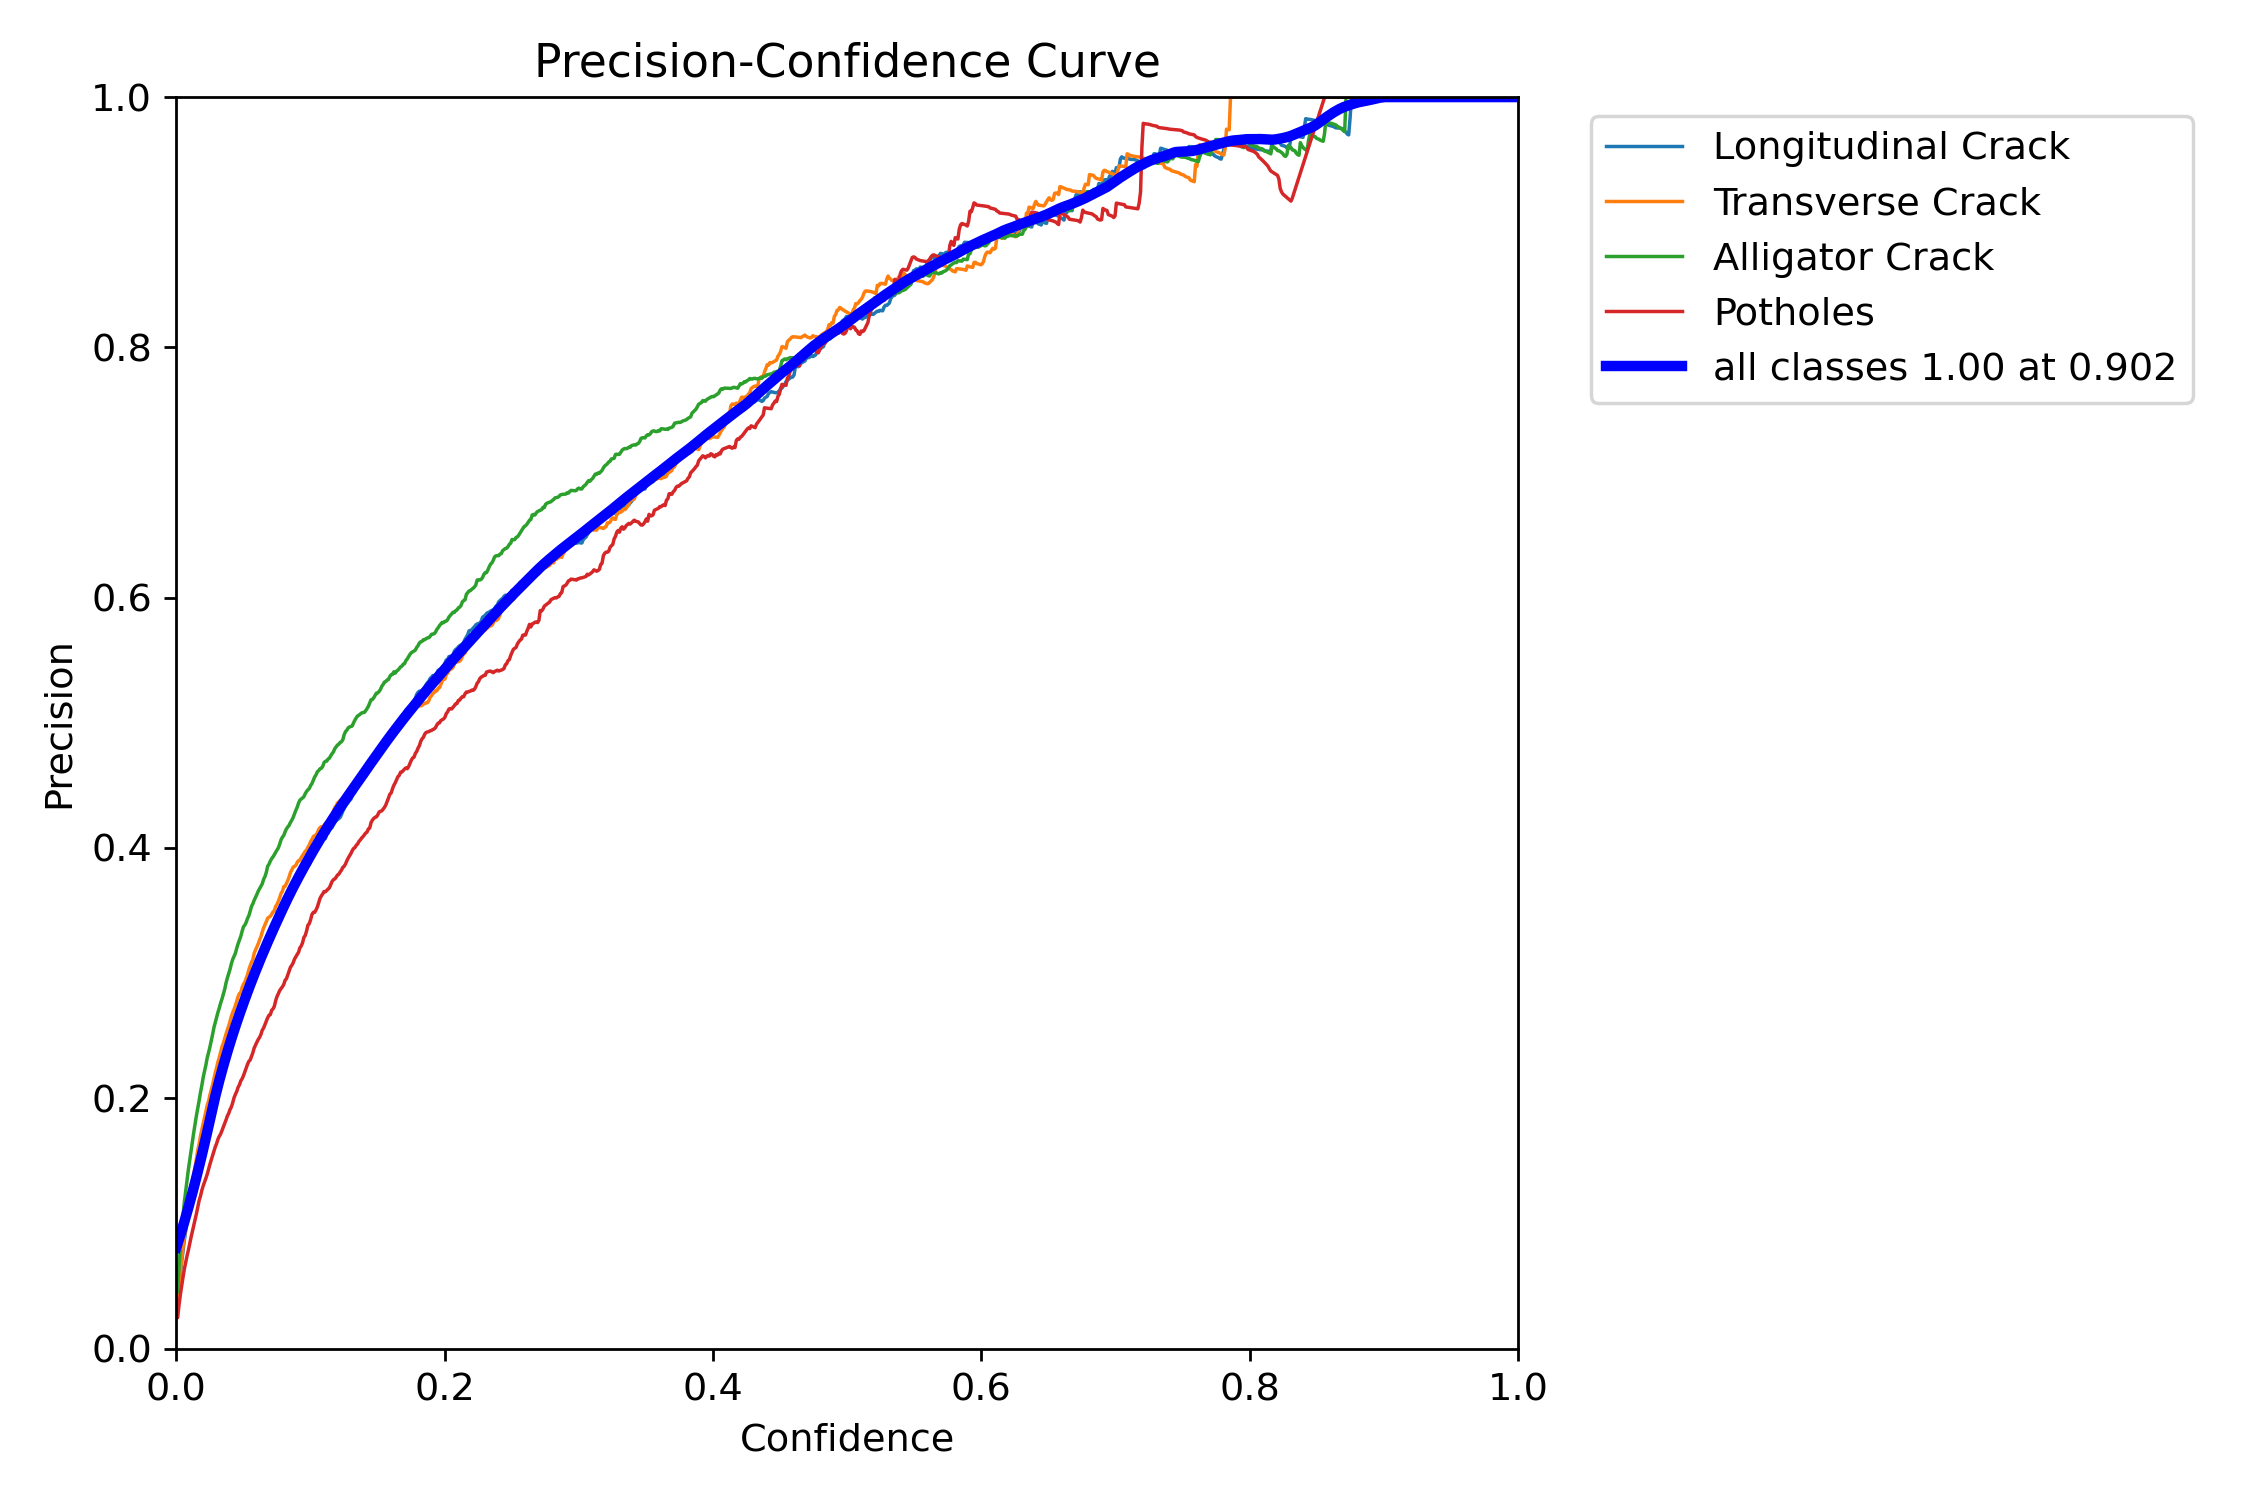 Precision-Confidence Curve
1.0
0.8
0.6
0.4
0.2
0.0
Precision
0.0 0.2 0.4 0.6 0.8 1.0
Confidence
Longitudinal Crack
Transverse Crack
Alligator Crack
Potholes
all classes 1.00 at 0.902